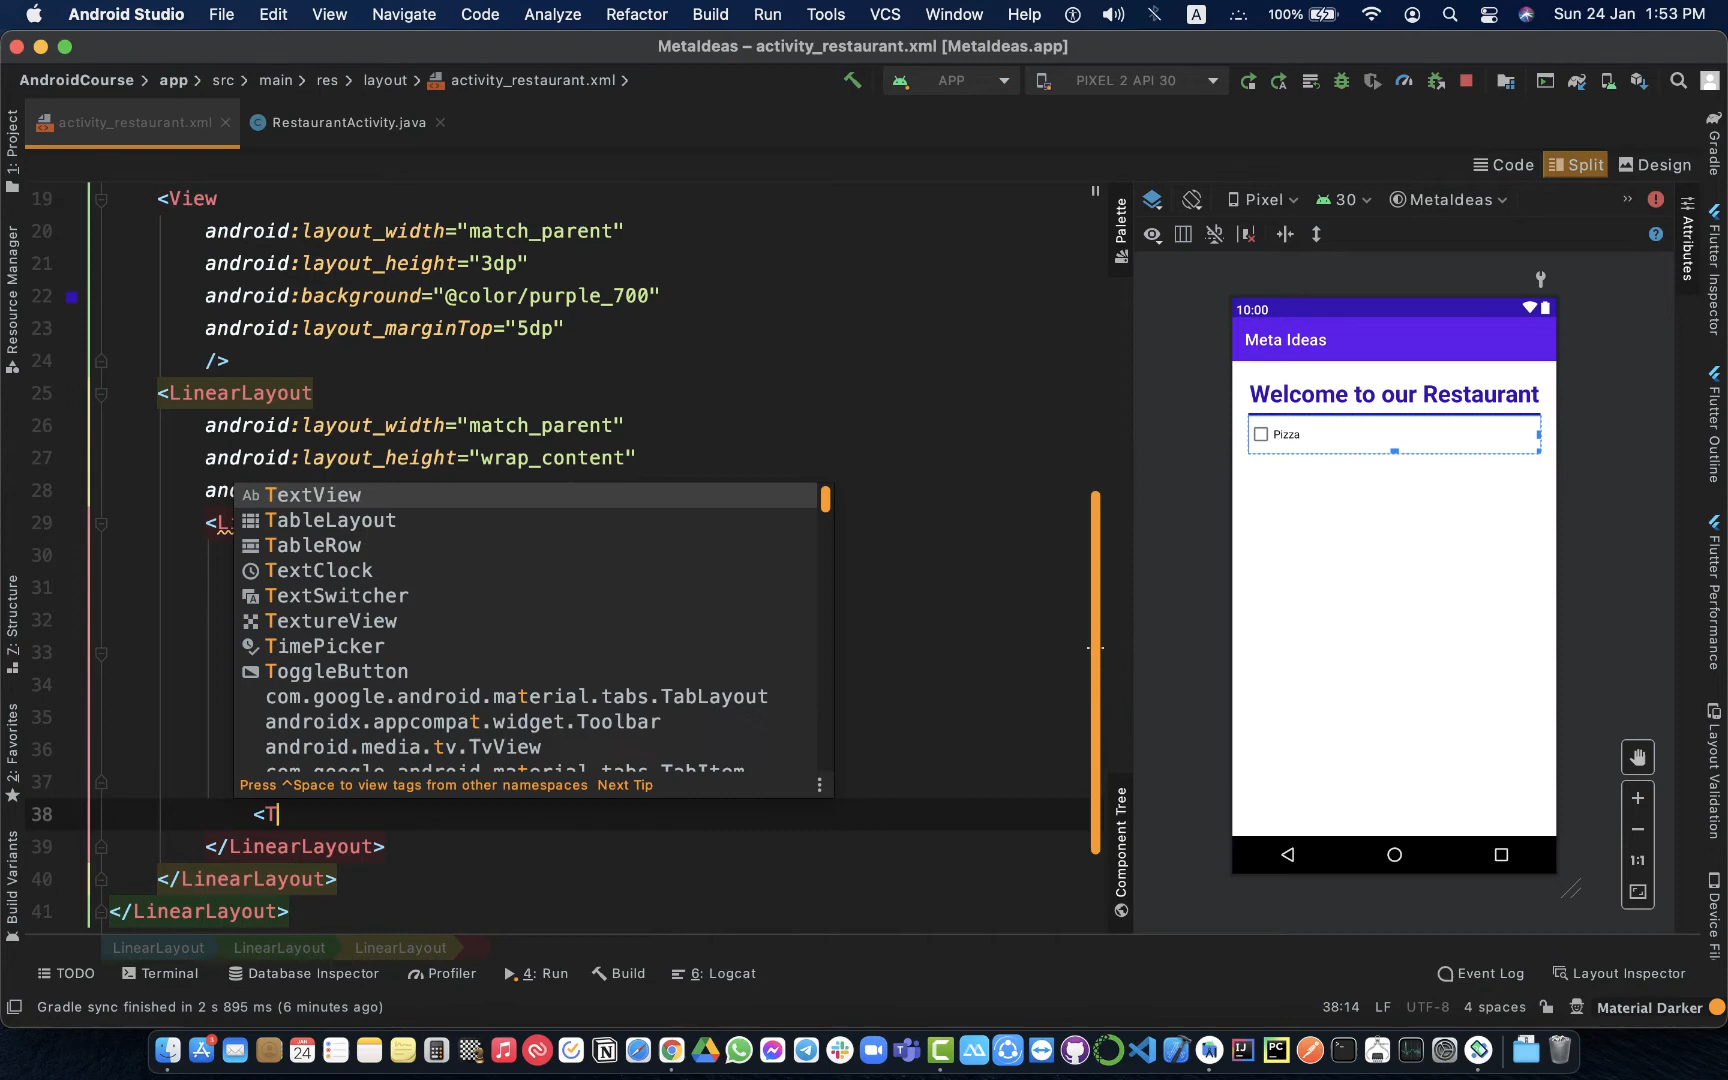 Android Studio File Edit View Navigate Code Analyze Refactor Build Run Tools VCS Window Help A 100% Sun 24 Jan 1:53 PM
MetaIdeas – activity_restaurant.xml [MetaIdeas.app]
AndroidCourse app src main res layout activity_restaurant.xml APP PIXEL 2 API 30
activity_restaurant.xml RestaurantActivity.java
Code Split Design
1: Project
Resource Manager
7: Structure
2: Favorites
Build Variants
19 <View
20 android:layout_width="match_parent"
21 android:layout_height="3dp"
22 android:background="@color/purple_700"
23 android:layout_marginTop="5dp"
24 />
25 <LinearLayout
26 android:layout_width="match_parent"
27 android:layout_height="wrap_content"
28 an
29 <L
30
31
32
33
34
35
36
37
38 <T
39 </LinearLayout>
40 </LinearLayout>
41 </LinearLayout>
Ab TextView
TableLayout
TableRow
TextClock
TextSwitcher
TextureView
TimePicker
ToggleButton
com.google.android.material.tabs.TabLayout
androidx.appcompat.widget.Toolbar
android.media.tv.TvView
com.google.android.material.tabs.TabItem
Press ^Space to view tags from other namespaces Next Tip
Palette
Component Tree
Pixel 30 MetaIdeas
10:00
Meta Ideas
Welcome to our Restaurant
Pizza
1:1
Attributes
Gradle
Flutter Inspector
Flutter Outline
Flutter Performance
Layout Validation
Device Fil
LinearLayout LinearLayout LinearLayout
TODO Terminal Database Inspector Profiler 4: Run Build 6: Logcat Event Log Layout Inspector
Gradle sync finished in 2 s 895 ms (6 minutes ago) 38:14 LF UTF-8 4 spaces Material Darker